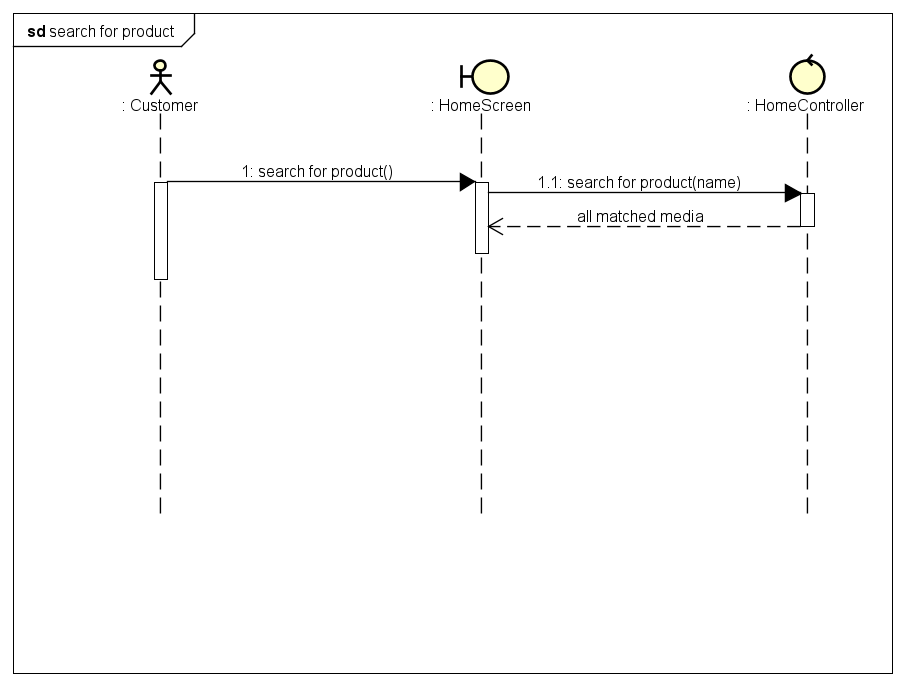 sd search for product
: Customer
: HomeScreen
: HomeController
1: search for product()
1.1: search for product(name)
all matched media